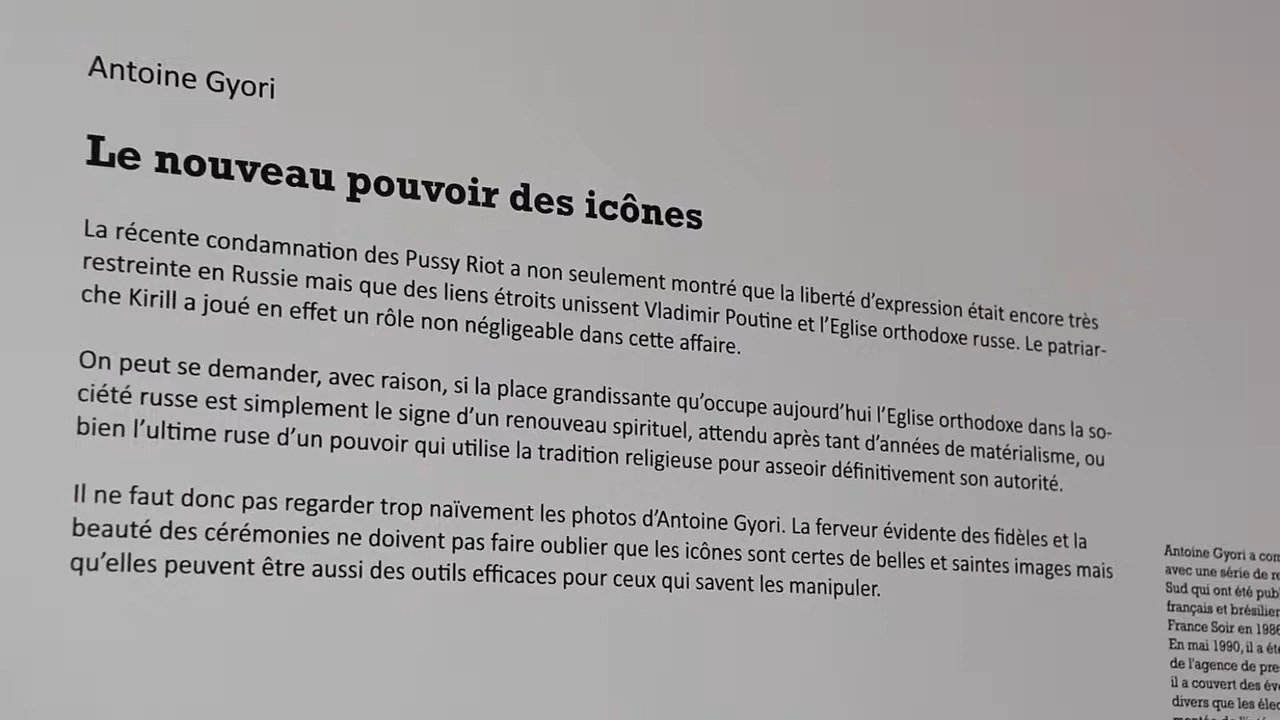 Antoine Gyori
Le nouveau pouvoir des icônes
La récente condamnation des Pussy Riot a non seulement montré que la liberté d’expression était encore très
restreinte en Russie mais que des liens étroits unissent Vladimir Poutine et l’Eglise orthodoxe russe. Le patriar-
che Kirill a joué en effet un rôle non négligeable dans cette affaire.
On peut se demander, avec raison, si la place grandissante qu’occupe aujourd’hui l’Eglise orthodoxe dans la so-
ciété russe est simplement le signe d’un renouveau spirituel, attendu après tant d’années de matérialisme, ou
bien l’ultime ruse d’un pouvoir qui utilise la tradition religieuse pour asseoir définitivement son autorité.
Il ne faut donc pas regarder trop naïvement les photos d’Antoine Gyori. La ferveur évidente des fidèles et la
beauté des cérémonies ne doivent pas faire oublier que les icônes sont certes de belles et saintes images mais
qu’elles peuvent être aussi des outils efficaces pour ceux qui savent les manipuler.
Antoine Gyori a
avec une série de
Sud qui ont été
français et
France Soir en
En mai 1990, il a
de l'agence de
il a couvert des
divers que les